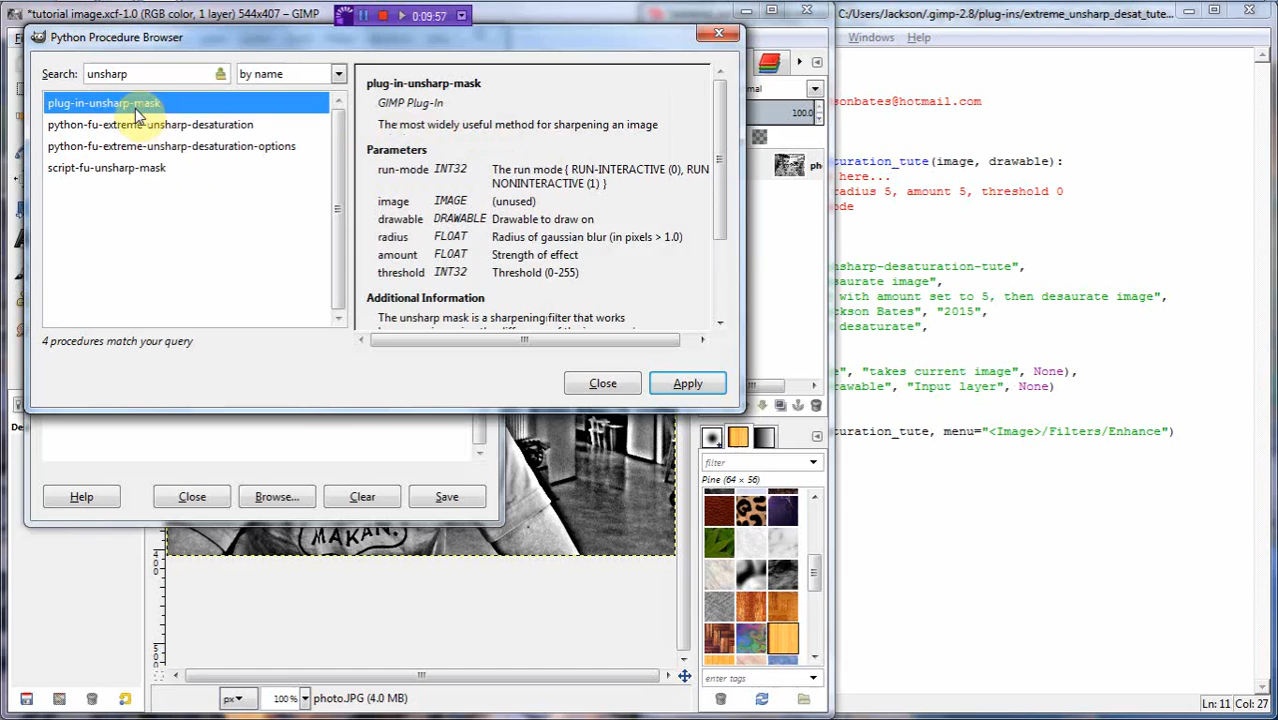 *tutorial image.xcf-1.0 (RGB color, 1 layer) 544x407 – GIMP
09:57
C:/Users/Jackson/.gimp-2.8/plug-ins/extreme_unsharp_desat_tute...
Windows Help
Python Procedure Browser
Search: unsharp by name
plug-in-unsharp-mask
python-fu-extreme-unsharp-desaturation
python-fu-extreme-unsharp-desaturation-options
script-fu-unsharp-mask
4 procedures match your query
plug-in-unsharp-mask
GIMP Plug-In
The most widely useful method for sharpening an image
Parameters
run-mode INT32 The run mode { RUN-INTERACTIVE (0), RUN
NONINTERACTIVE (1) }
image IMAGE (unused)
drawable DRAWABLE Drawable to draw on
radius FLOAT Radius of gaussian blur (in pixels > 1.0)
amount FLOAT Strength of effect
threshold INT32 Threshold (0-255)
Additional Information
The unsharp mask is a sharpening filter that works
Close Apply
Help Close Browse... Clear Save
mal
100.0
ph
filter
Pine (64 × 56)
enter tags
MAKAN.
px 100 % photo.JPG (4.0 MB)
sonbates@hotmail.com
turation_tute(image, drawable):
here...
radius 5, amount 5, threshold 0
ode
sharp-desaturation-tute",
saurate image",
with amount set to 5, then desaurate image",
ckson Bates", "2015",
desaturate",
e", "takes current image", None),
awable", "Input layer", None)
turation_tute, menu="<Image>/Filters/Enhance")
Ln: 11 Col: 27